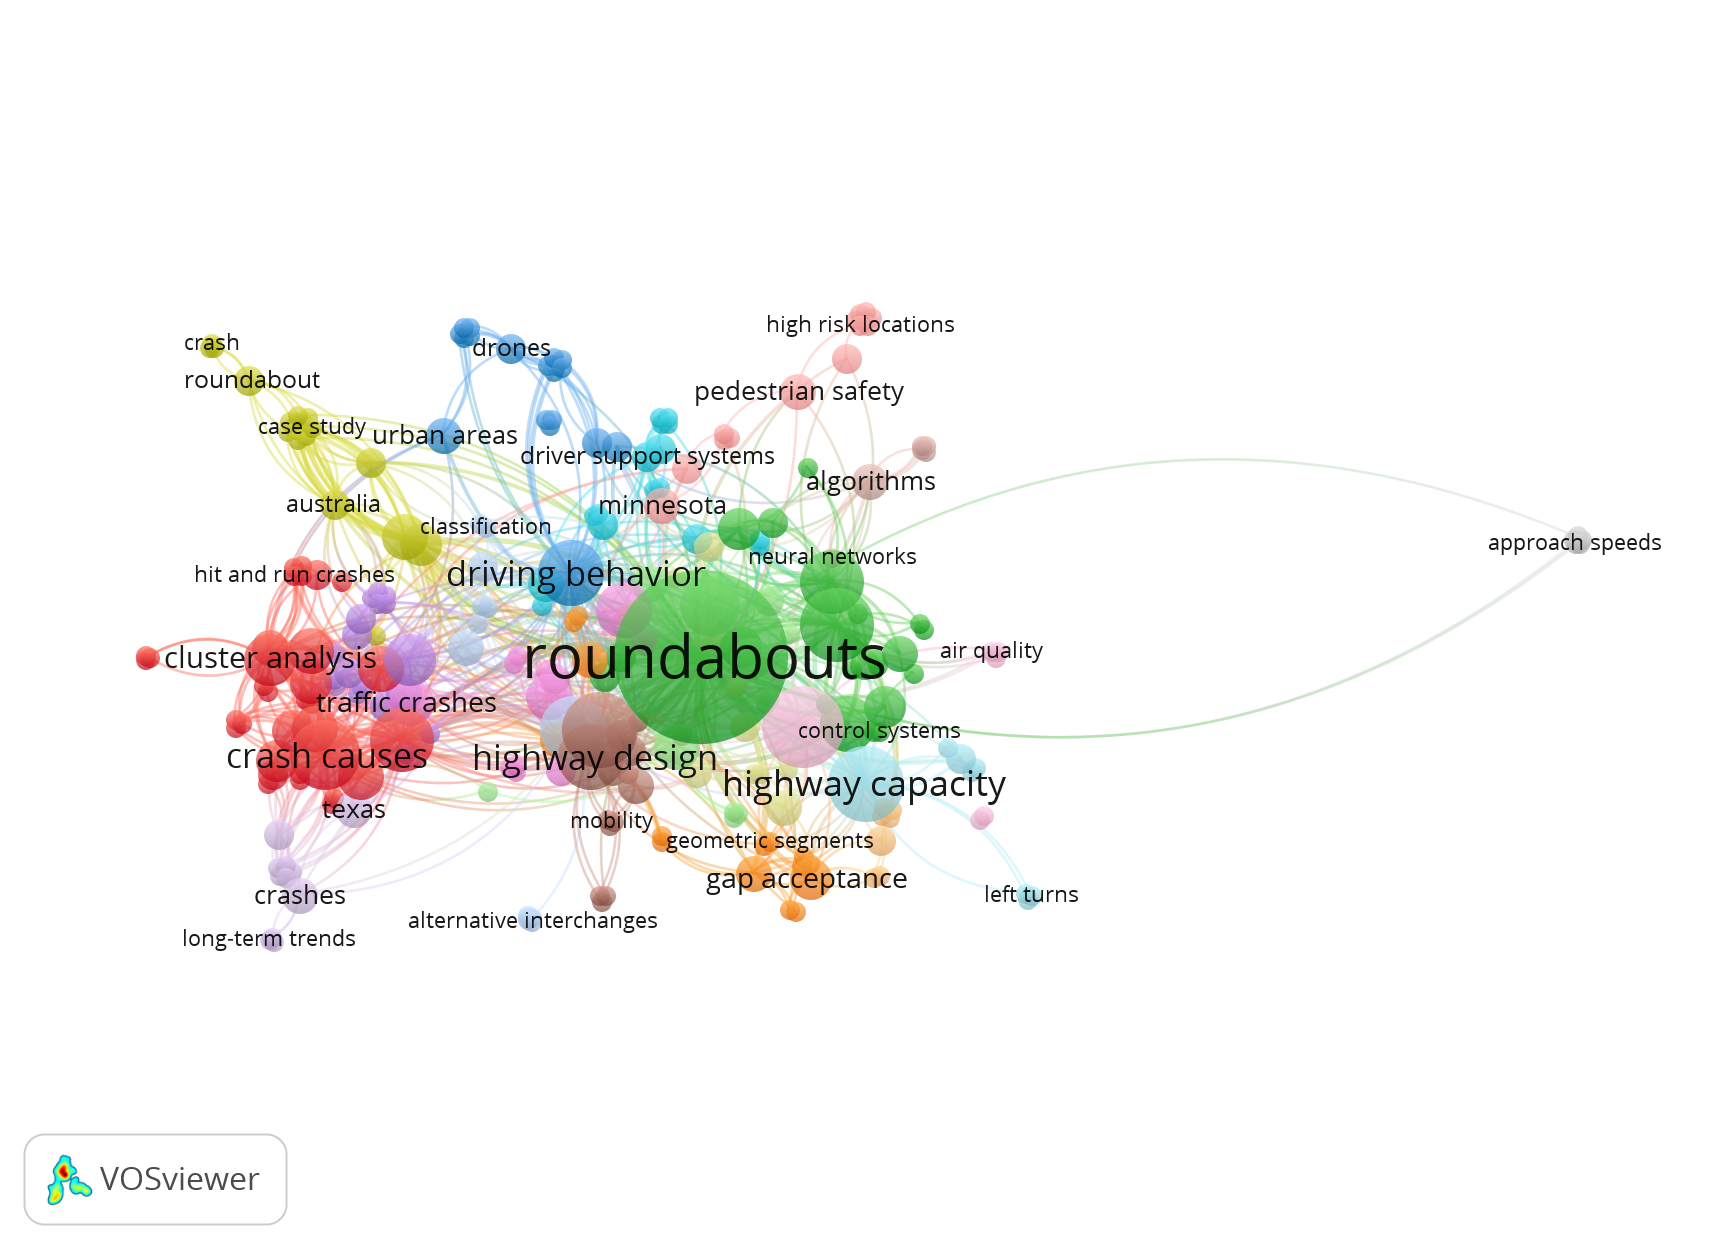 high risk locations
crash
drones
roundabout
pedestrian safety
case study
urban areas
driver support systems
algorithms
australia
minnesota
classification
approach speeds
neural networks
hit and run crashes
driving behavior
roundabouts
air quality
cluster analysis
traffic crashes
control systems
crash causes
highway design
highway capacity
texas
mobility
geometric segments
gap acceptance
crashes
left turns
alternative interchanges
long-term trends
VOSviewer